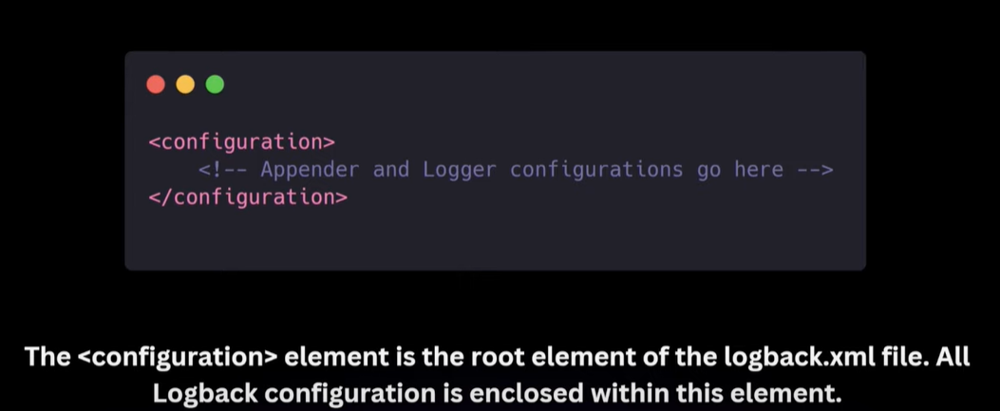 <configuration>
<!-- Appender and Logger configurations go here -->
</configuration>
The <configuration> element is the root element of the logback.xml file. All
Logback configuration is enclosed within this element.